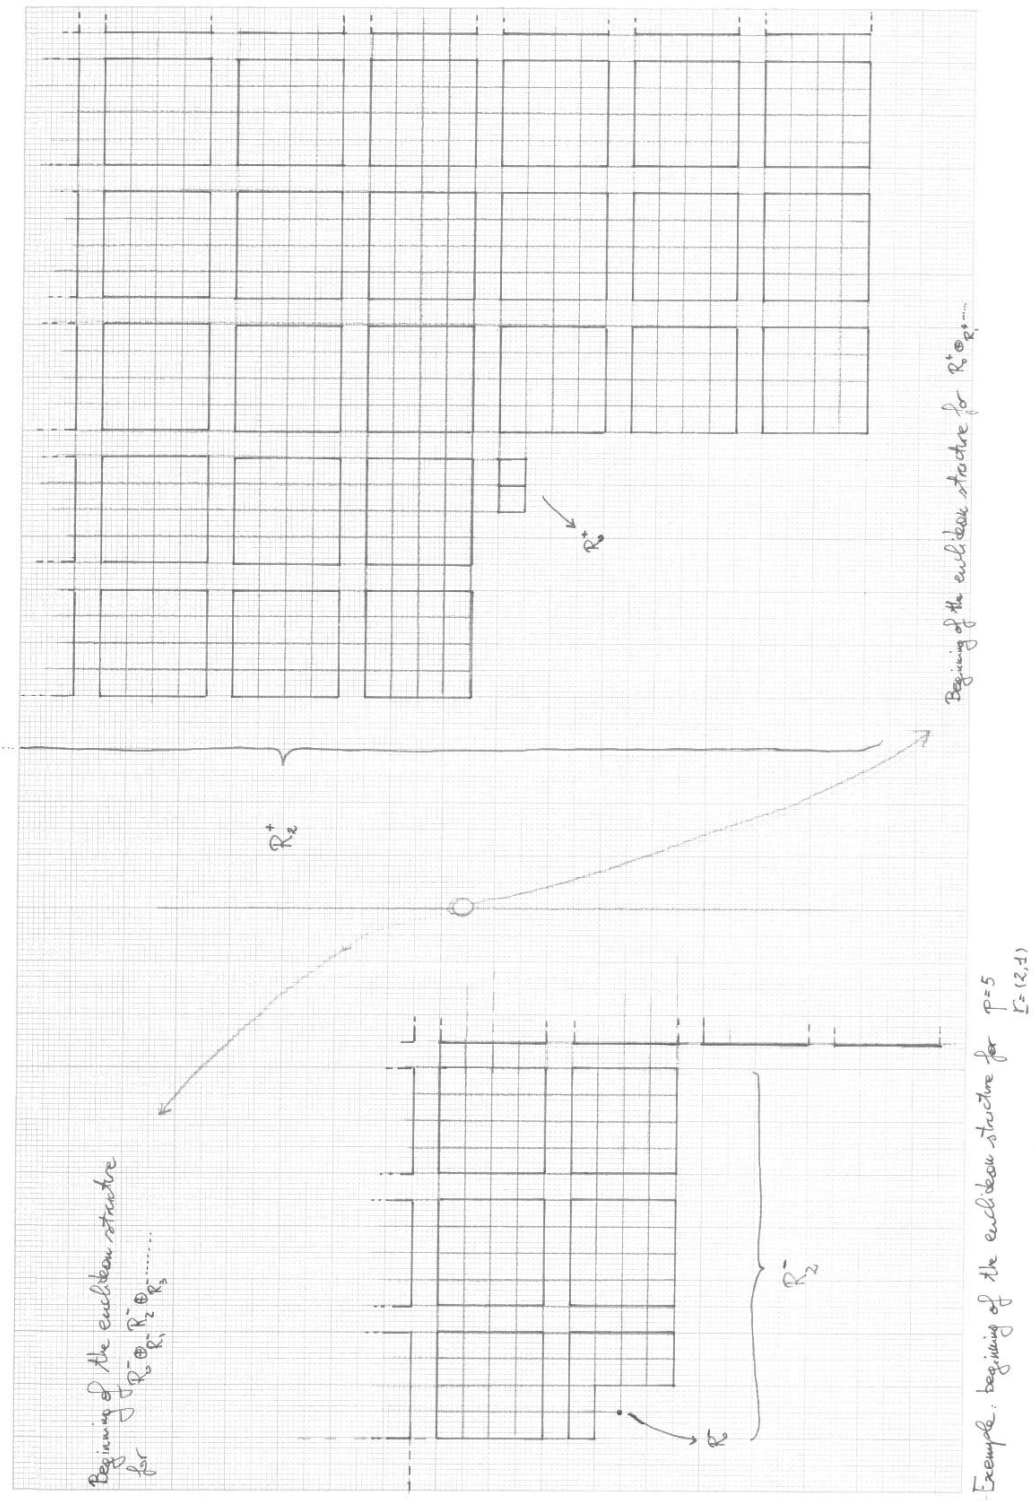 Beginning of the euclidean structure
for R₀⁻ ⊕_{R₁⁻} R₂⁻ ⊕_{R₃⁻} ........
R₀⁻
R₂⁻
R₂⁺
R₀⁺
Beginning of the euclidean structure for R₀⁺ ⊕_{R₁⁺} ......
Example: beginning of the euclidean structure for p=5
r=(2,1)